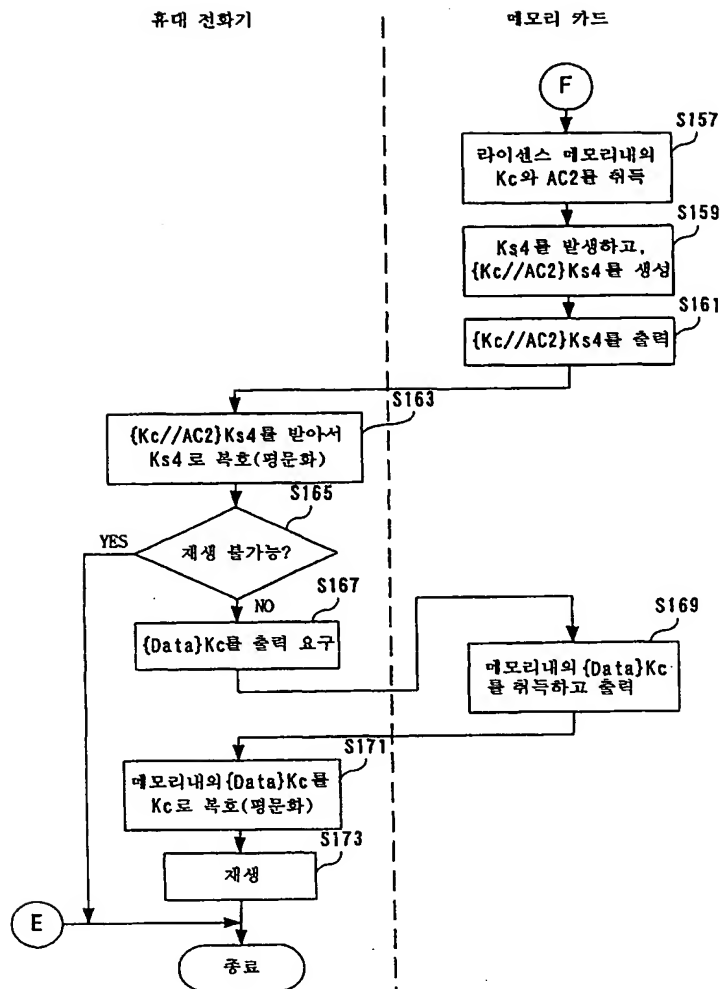 휴대 전화기
메모리 카드
F
S157
라이센스 메모리내의
Kc와 AC2를 취득
S159
Ks4를 발생하고,
{Kc//AC2}Ks4를 생성
S161
{Kc//AC2}Ks4를 출력
S163
{Kc//AC2}Ks4를 받아서
Ks4로 복호(평문화)
S165
YES
재생 불가능?
NO
S167
{Data}Kc를 출력 요구
S169
메모리내의 {Data}Kc
를 취득하고 출력
S171
메모리내의 {Data}Kc를
Kc로 복호(평문화)
S173
재생
E
종료